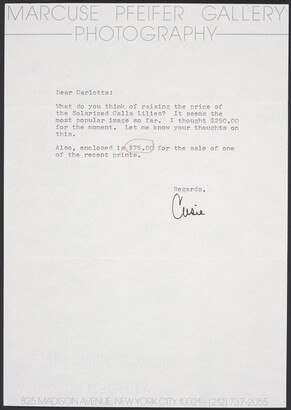 MARCUSE PFEIFER GALLERY
PHOTOGRAPHY
Dear Carlotta:
What do you think of raising the price of
the Solarized Calla Lilies? It seems the
most popular image so far. I thought $250.00
for the moment. Let me know your thoughts on
this.
Also, enclosed is $75.00 for the sale of one
of the recent prints.
Regards,
Cusie
825 MADISON AVENUE, NEW YORK CITY 10021 - (212) 737-2055